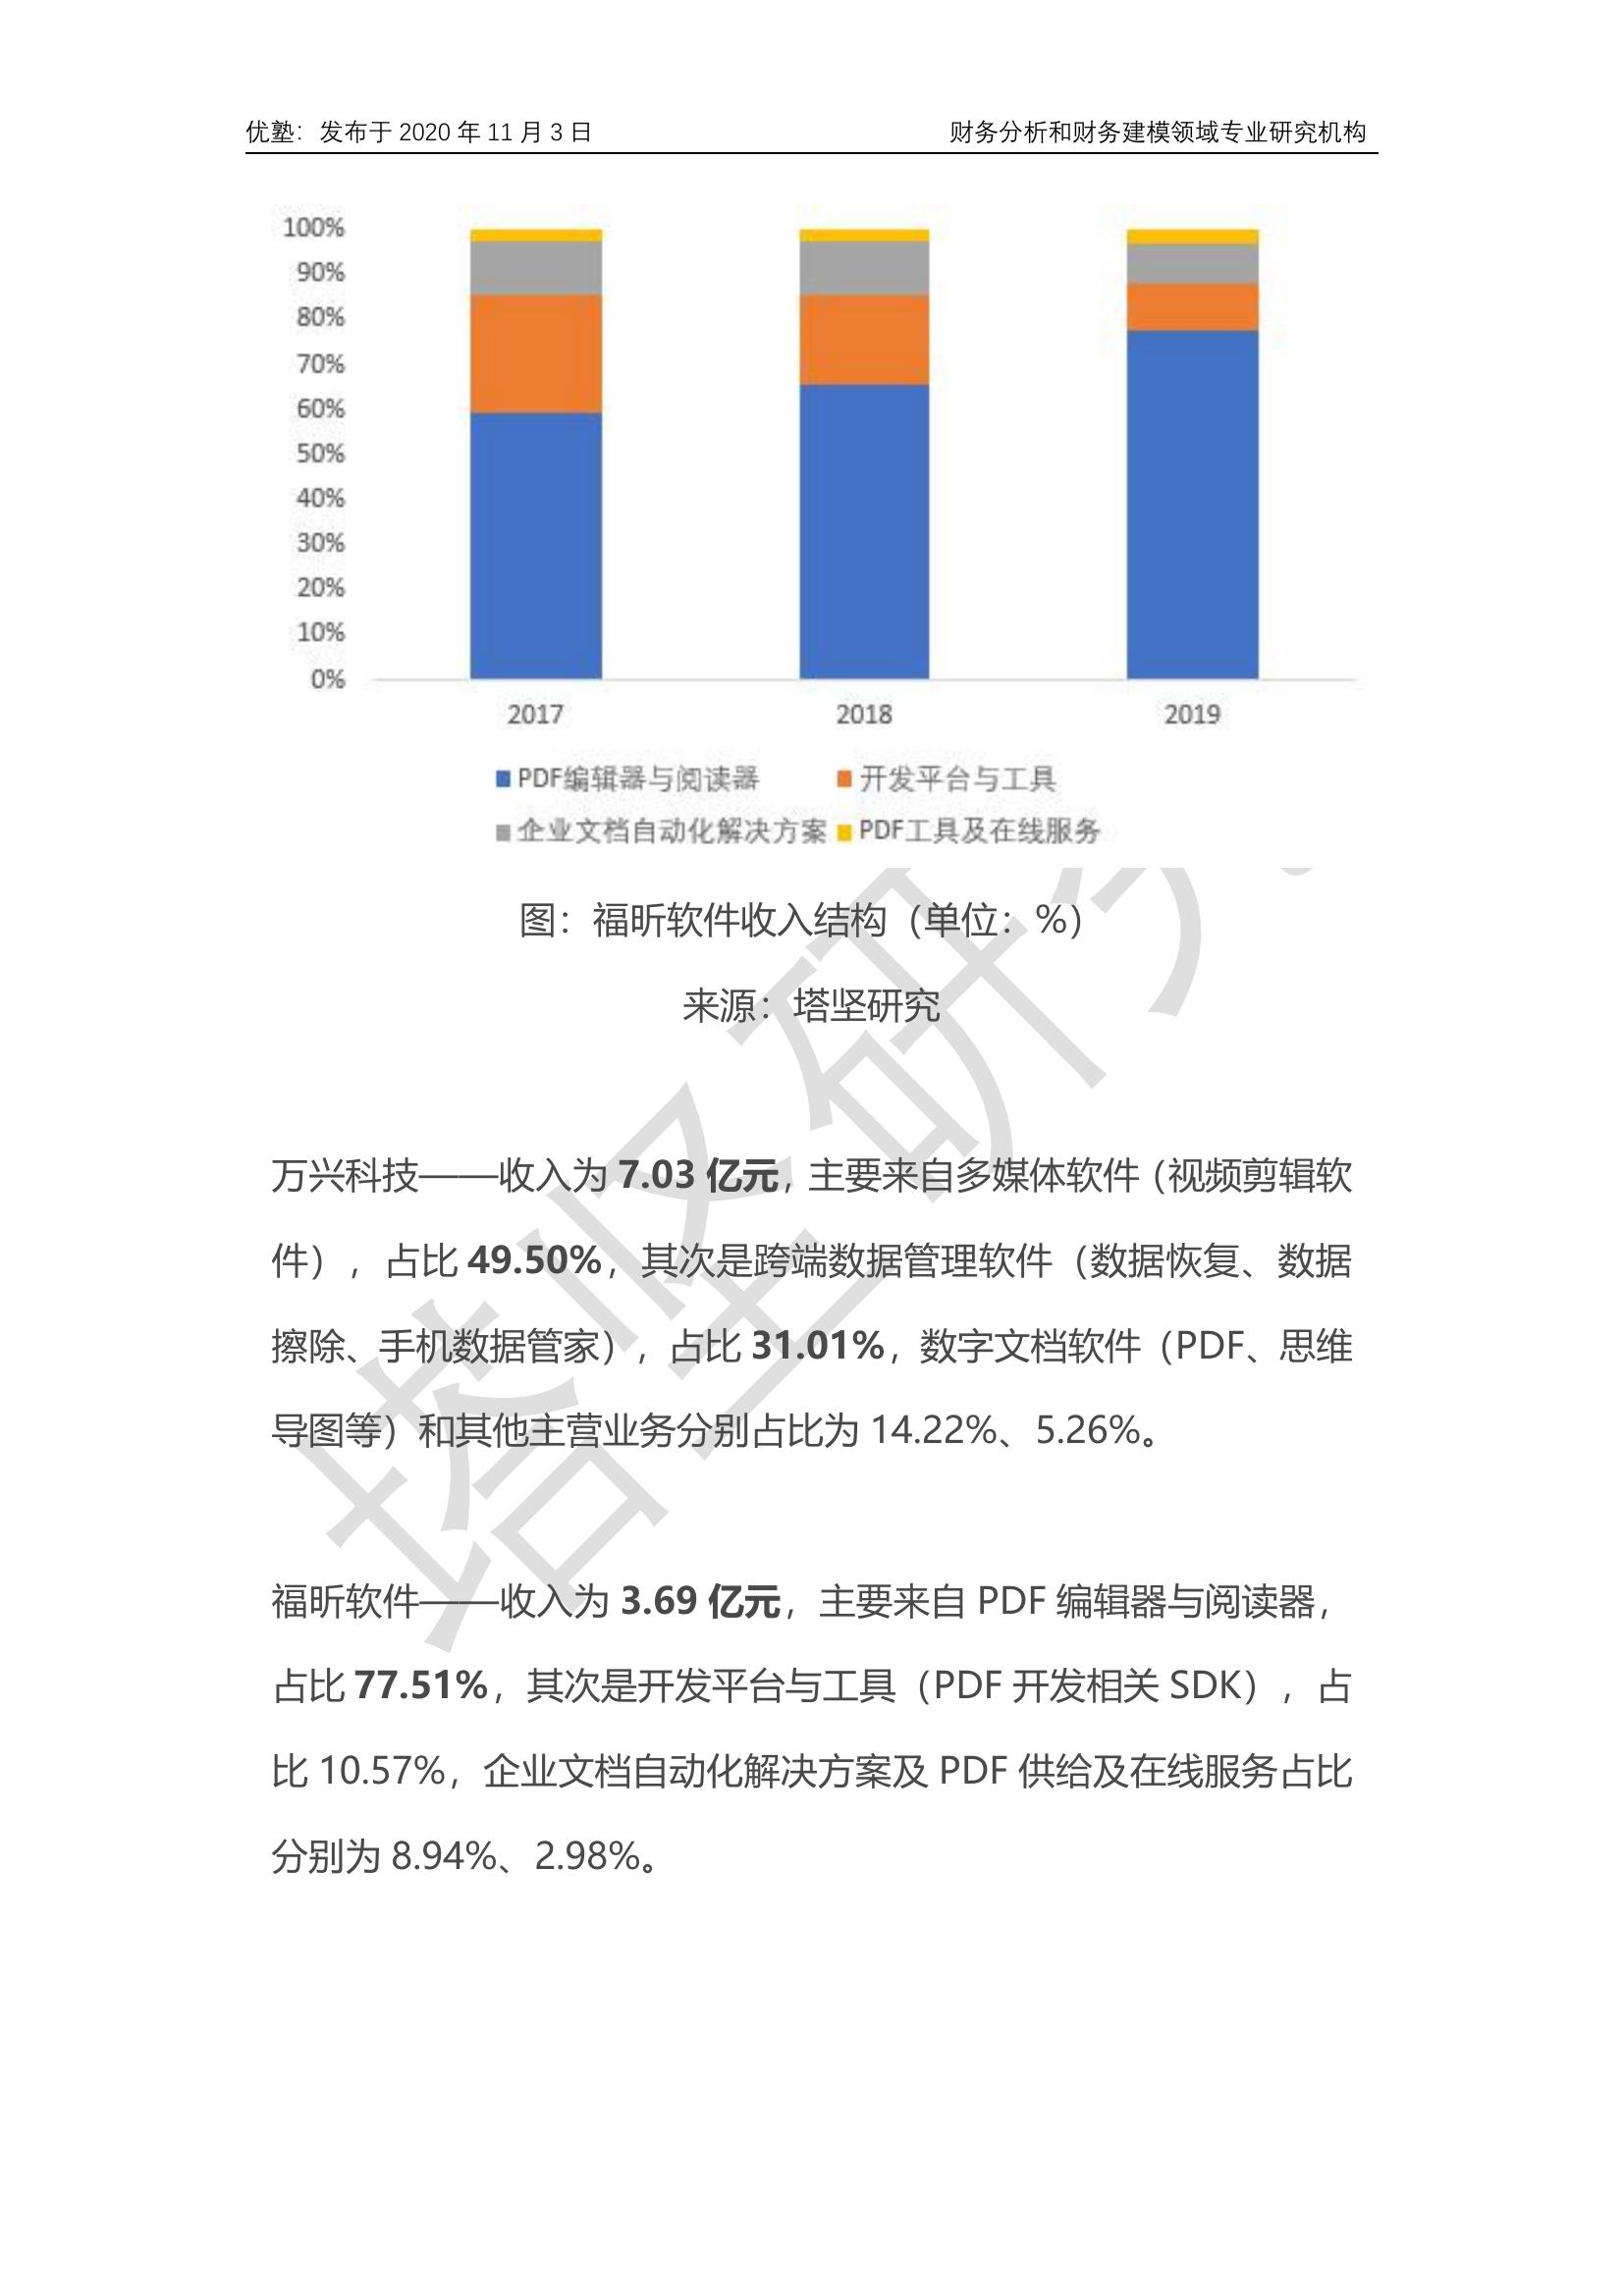 优塾：发布于 2020 年 11 月 3 日 财务分析和财务建模领域专业研究机构
100%
90%
80%
70%
60%
50%
40%
30%
20%
10%
0%
2017 2018 2019
PDF编辑器与阅读器 开发平台与工具
企业文档自动化解决方案 PDF工具及在线服务
图：福昕软件收入结构（单位：%）
来源：塔坚研究
万兴科技——收入为 7.03 亿元，主要来自多媒体软件（视频剪辑软
件），占比 49.50%，其次是跨端数据管理软件（数据恢复、数据
擦除、手机数据管家），占比 31.01%，数字文档软件（PDF、思维
导图等）和其他主营业务分别占比为 14.22%、5.26%。
福昕软件——收入为 3.69 亿元，主要来自 PDF 编辑器与阅读器，
占比 77.51%，其次是开发平台与工具（PDF 开发相关 SDK），占
比 10.57%，企业文档自动化解决方案及 PDF 供给及在线服务占比
分别为 8.94%、2.98%。
塔坚研究